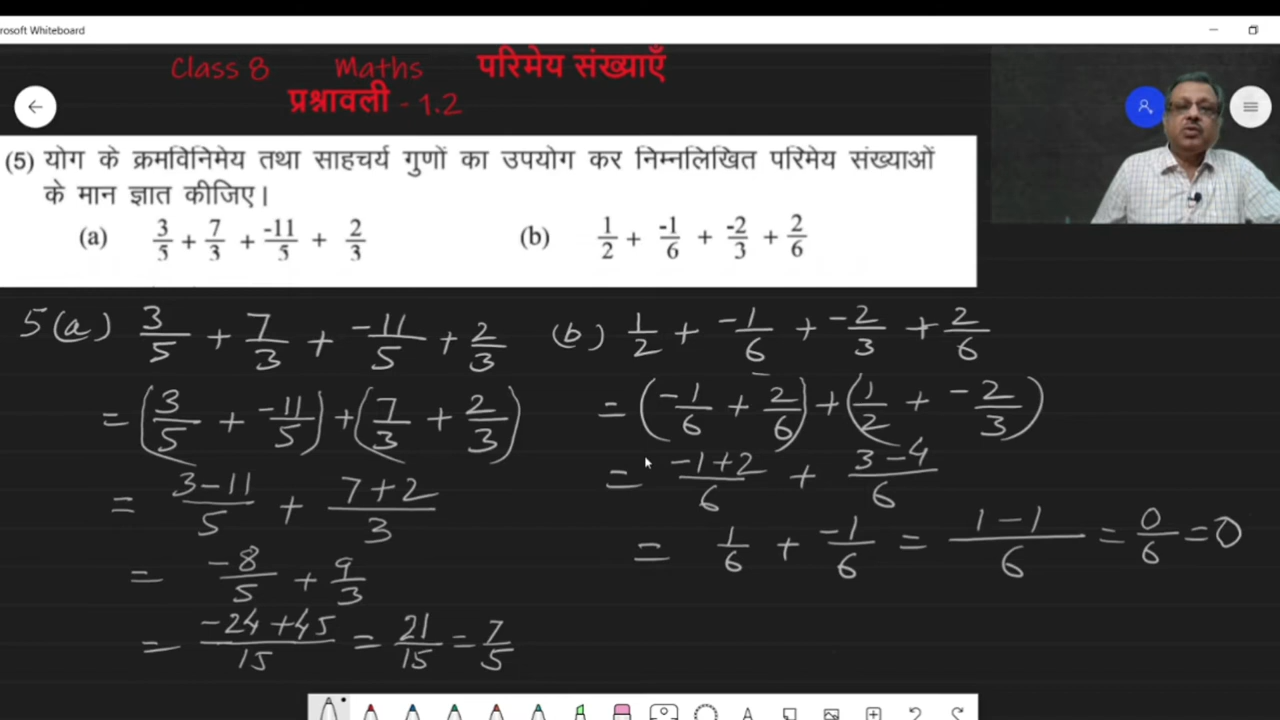 rosoft Whiteboard
Class 8 Maths परिमेय संख्याएँ
प्रश्नावली - 1.2
(5) योग के क्रमविनिमेय तथा साहचर्य गुणों का उपयोग कर निम्नलिखित परिमेय संख्याओं
के मान ज्ञात कीजिए।
(a) 3/5 + 7/3 + -11/5 + 2/3 (b) 1/2 + -1/6 + -2/3 + 2/6
5(a) 3/5 + 7/3 + -11/5 + 2/3
= (3/5 + -11/5) + (7/3 + 2/3)
= 3-11/5 + 7+2/3
= -8/5 + 9/3
= -24+45/15 = 21/15 = 7/5
(b) 1/2 + -1/6 + -2/3 + 2/6
= (-1/6 + 2/6) + (1/2 + -2/3)
= -1+2/6 + 3-4/6
= 1/6 + -1/6 = 1-1/6 = 0/6 = 0